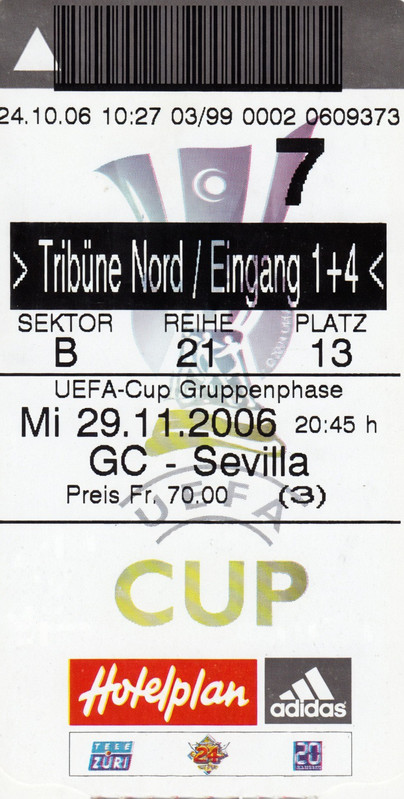 24.10.06 10:27 03/99 0002 0609373
7
> Tribüne Nord / Eingang 1+4 <
SEKTOR REIHE PLATZ
B 21 13
UEFA-Cup Gruppenphase
Mi 29.11.2006 20:45 h
GC - Sevilla
Preis Fr. 70.00 (3)
UEFA
CUP
Hotelplan adidas
TELE ZÜRI 24 20